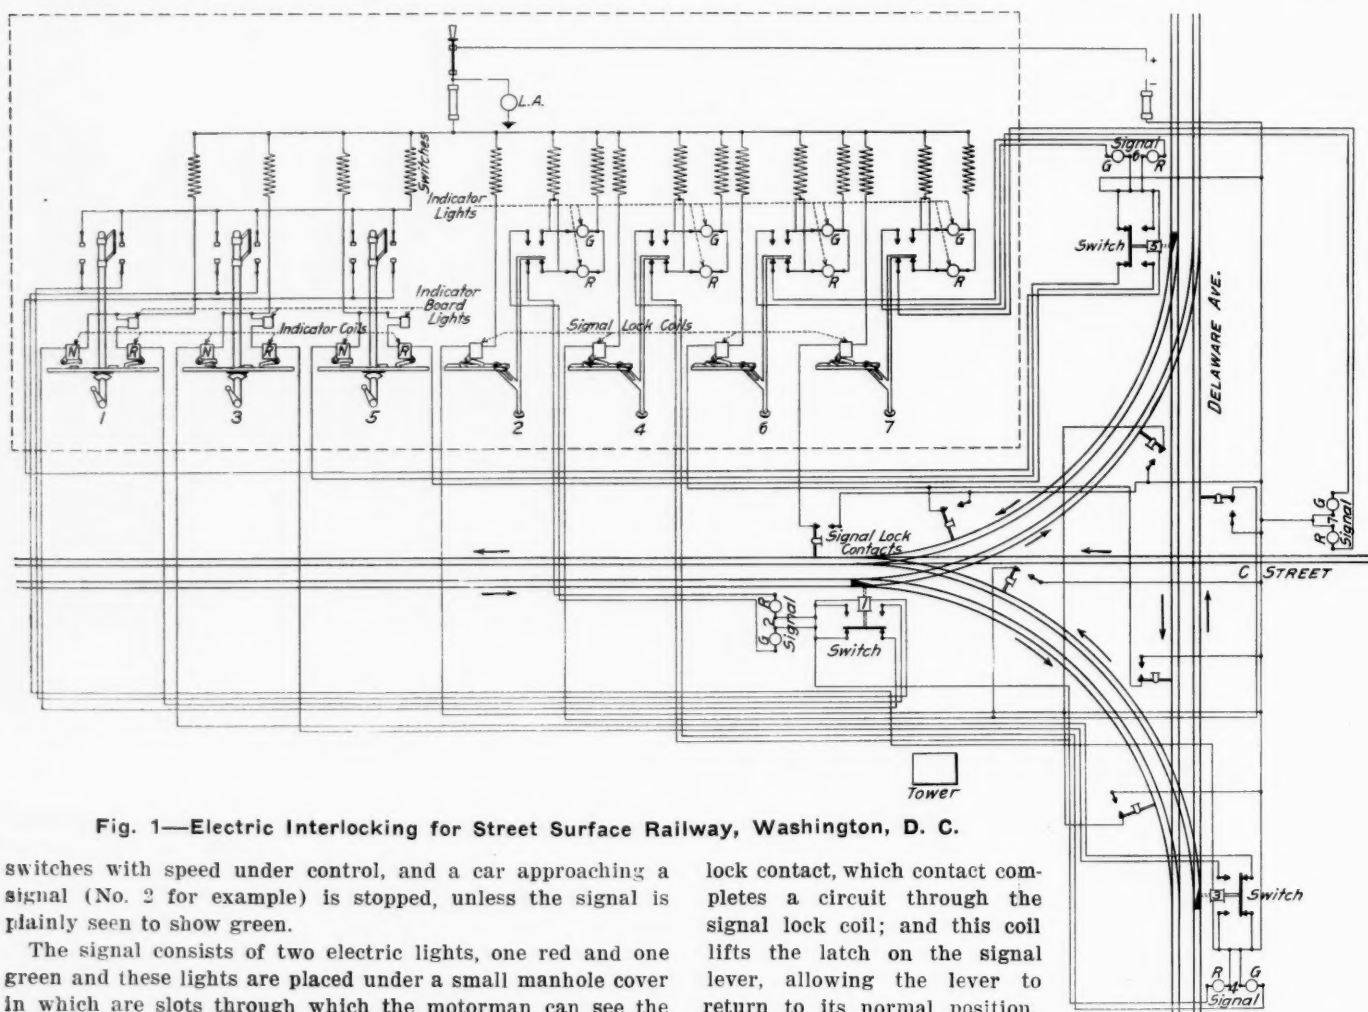 L.A.
+
-
Switches
Indicator
Lights
G
G
G
G
R
R
R
R
Indicator
Board
Lights
Indicator Coils
Signal Lock Coils
N
R
N
R
N
R
1
3
5
2
4
6
7
Signal
G
6
R
Switch
5
DELAWARE AVE.
G
7
R
Signal
Signal Lock
Contacts
C STREET
R
2
G
Signal
1
Switch
Tower
3
Switch
R
4
G
Signal
Fig. 1—Electric Interlocking for Street Surface Railway, Washington, D. C.
switches with speed under control, and a car approaching a
signal (No. 2 for example) is stopped, unless the signal is
plainly seen to show green.
The signal consists of two electric lights, one red and one
green and these lights are placed under a small manhole cover
in which are slots through which the motorman can see the
lock contact, which contact com-
pletes a circuit through the
signal lock coil; and this coil
lifts the latch on the signal
lever, allowing the lever to
return to its normal position.